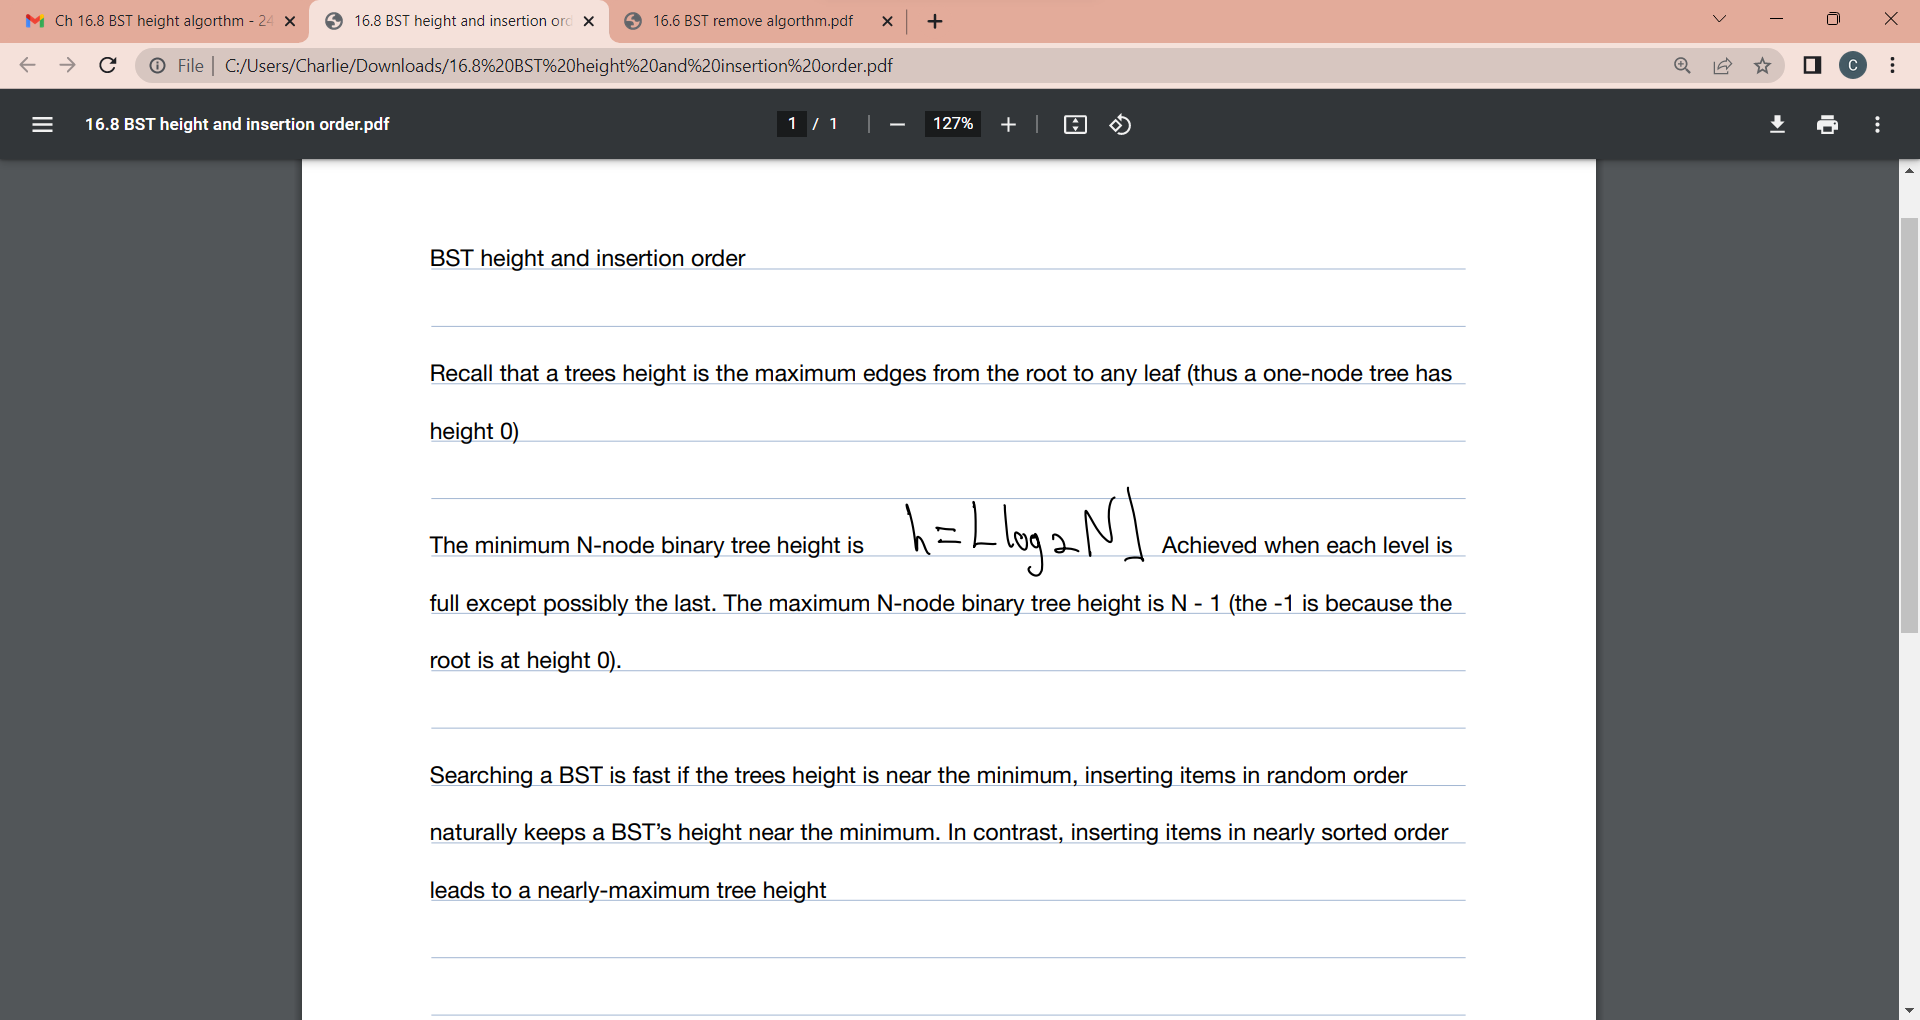 Ch 16.8 BST height algorthm - 24
16.8 BST height and insertion ord
16.6 BST remove algorthm.pdf
File | C:/Users/Charlie/Downloads/16.8%20BST%20height%20and%20insertion%20order.pdf
C
16.8 BST height and insertion order.pdf
1 / 1
127%
BST height and insertion order
Recall that a trees height is the maximum edges from the root to any leaf (thus a one-node tree has
height 0)
The minimum N-node binary tree height is h=⌊log₂N⌋ Achieved when each level is
full except possibly the last. The maximum N-node binary tree height is N - 1 (the -1 is because the
root is at height 0).
Searching a BST is fast if the trees height is near the minimum, inserting items in random order
naturally keeps a BST’s height near the minimum. In contrast, inserting items in nearly sorted order
leads to a nearly-maximum tree height